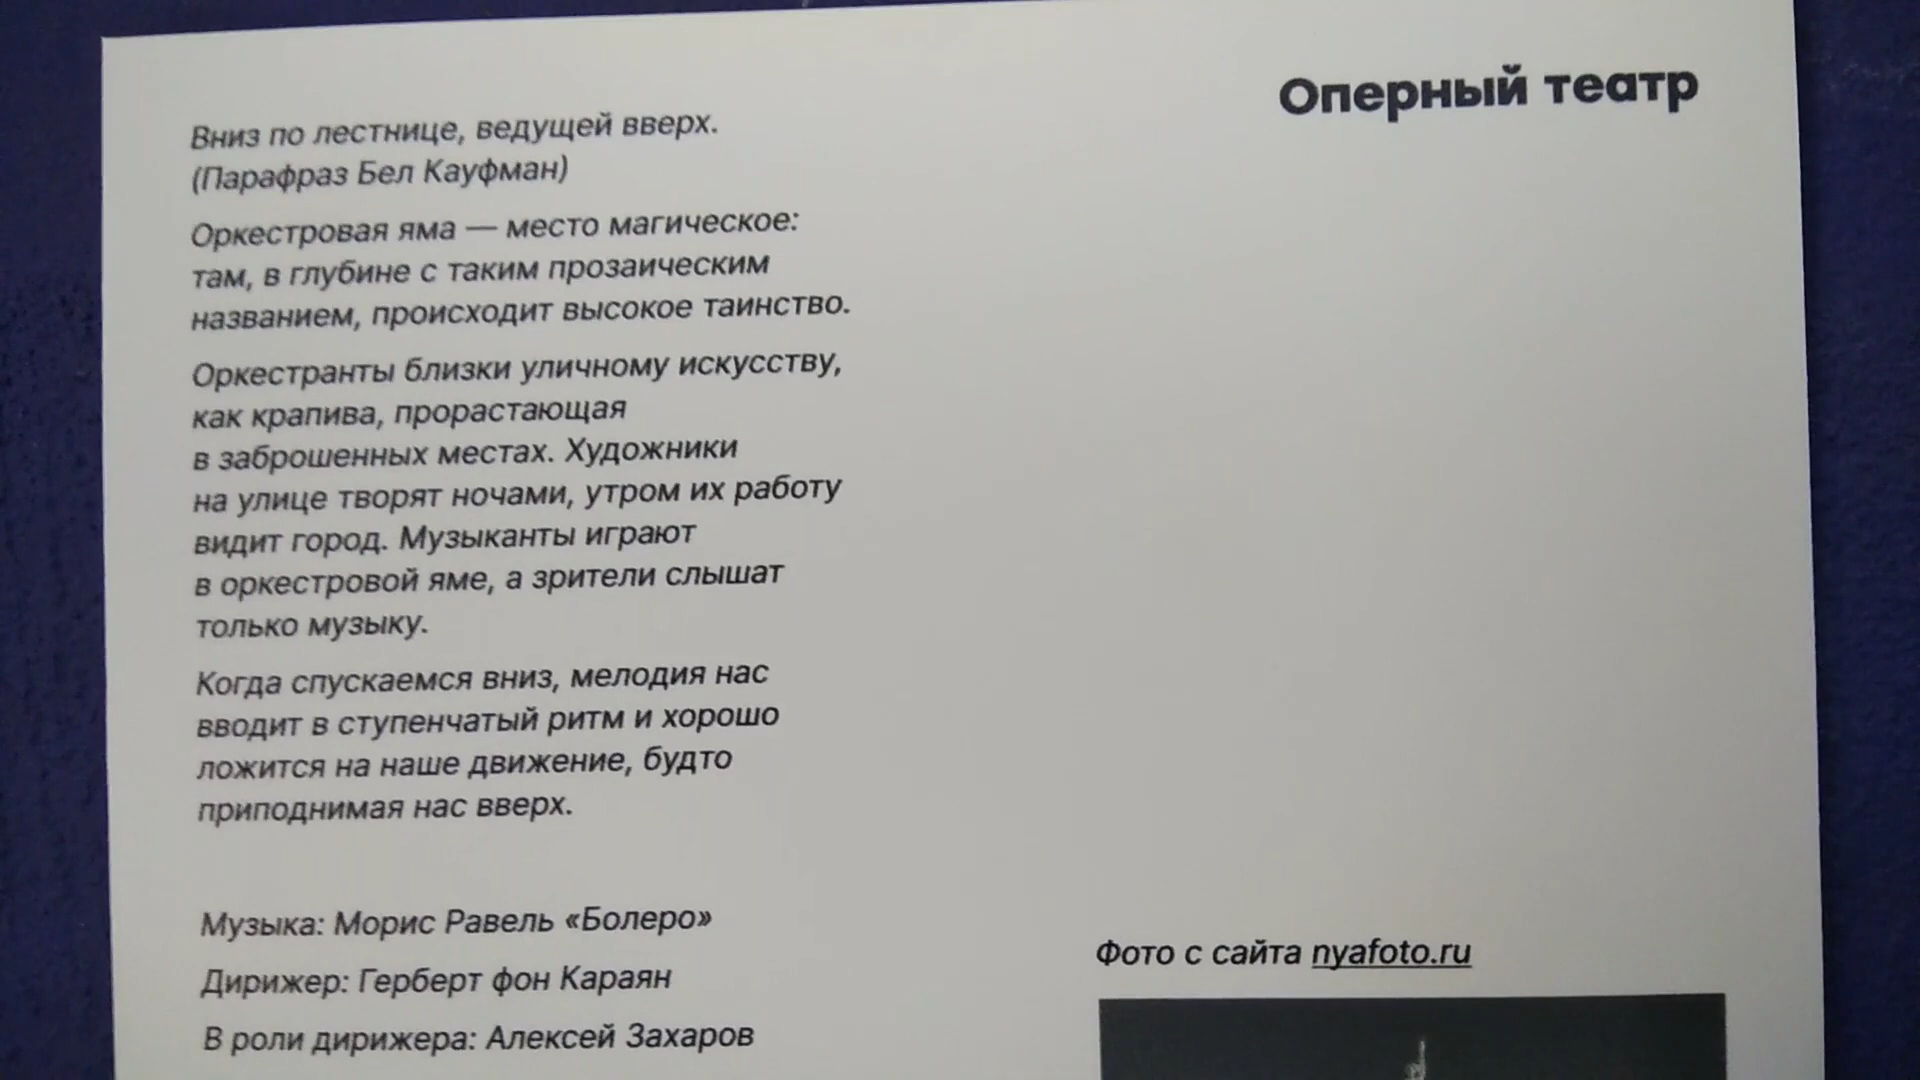 Оперный театр
Вниз по лестнице, ведущей вверх.
(Парафраз Бел Кауфман)
Оркестровая яма — место магическое:
там, в глубине с таким прозаическим
названием, происходит высокое таинство.
Оркестранты близки уличному искусству,
как крапива, прорастающая
в заброшенных местах. Художники
на улице творят ночами, утром их работу
видит город. Музыканты играют
в оркестровой яме, а зрители слышат
только музыку.
Когда спускаемся вниз, мелодия нас
вводит в ступенчатый ритм и хорошо
ложится на наше движение, будто
приподнимая нас вверх.
Музыка: Морис Равель «Болеро»
Дирижер: Герберт фон Караян
В роли дирижера: Алексей Захаров
Фото с сайта nyafoto.ru